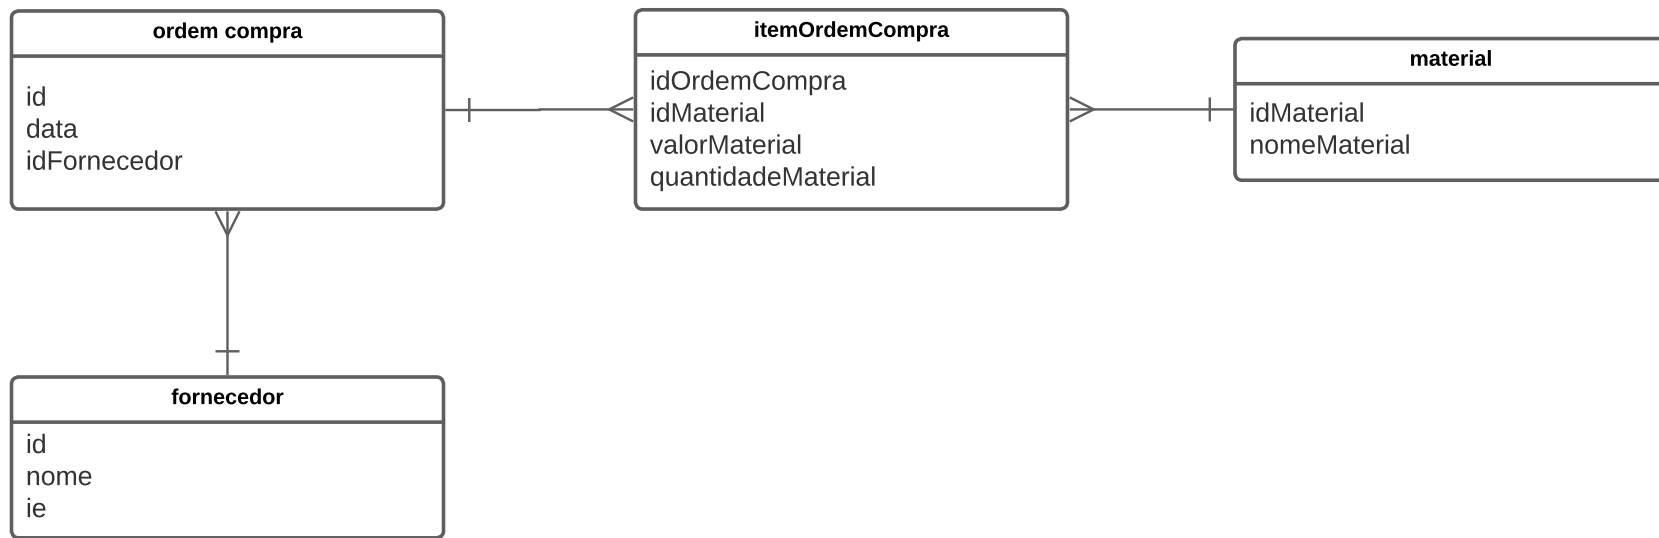 ordem compra
id
data
idFornecedor
itemOrdemCompra
idOrdemCompra
idMaterial
valorMaterial
quantidadeMaterial
material
idMaterial
nomeMaterial
fornecedor
id
nome
ie